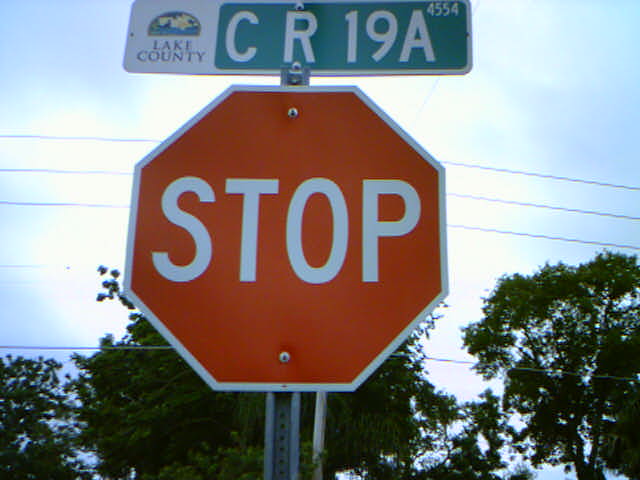 LAKE
COUNTY
C R 19A
4554
STOP